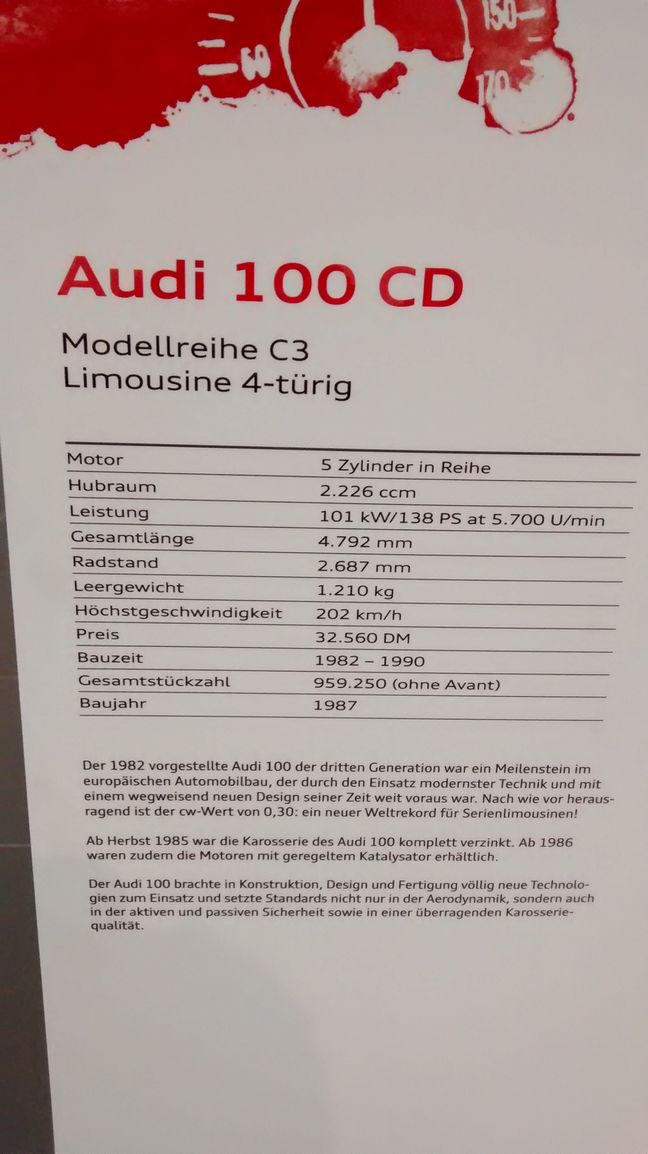 150
60
170
Audi 100 CD
Modellreihe C3
Limousine 4-türig
Motor 5 Zylinder in Reihe
Hubraum 2.226 ccm
Leistung 101 kW/138 PS at 5.700 U/min
Gesamtlänge 4.792 mm
Radstand 2.687 mm
Leergewicht 1.210 kg
Höchstgeschwindigkeit 202 km/h
Preis 32.560 DM
Bauzeit 1982 – 1990
Gesamtstückzahl 959.250 (ohne Avant)
Baujahr 1987
Der 1982 vorgestellte Audi 100 der dritten Generation war ein Meilenstein im
europäischen Automobilbau, der durch den Einsatz modernster Technik und mit
einem wegweisend neuen Design seiner Zeit weit voraus war. Nach wie vor heraus-
ragend ist der cw-Wert von 0,30: ein neuer Weltrekord für Serienlimousinen!
Ab Herbst 1985 war die Karosserie des Audi 100 komplett verzinkt. Ab 1986
waren zudem die Motoren mit geregeltem Katalysator erhältlich.
Der Audi 100 brachte in Konstruktion, Design und Fertigung völlig neue Technolo-
gien zum Einsatz und setzte Standards nicht nur in der Aerodynamik, sondern auch
in der aktiven und passiven Sicherheit sowie in einer überragenden Karosserie-
qualität.